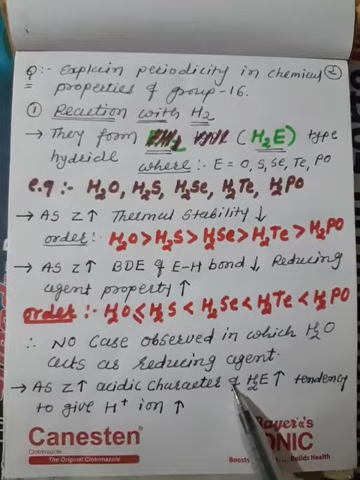 Q:- Explain periodicity in chemical ②
= properties of group-16.
① Reaction with H₂
→ They form (H₂E) type
hydride where:- E = O, S, Se, Te, PO
e.g:- H₂O, H₂S, H₂Se, H₂Te, H₂PO
→ AS Z↑ Thermal Stability ↓
order:- H₂O > H₂S > H₂Se > H₂Te > H₂PO
→ AS Z↑ BDE of E-H bond ↓ Reducing
agent property ↑
order:- H₂O < H₂S < H₂Se < H₂Te < H₂PO
∴ NO Case observed in which H₂O
acts as reducing agent.
→ AS Z↑ acidic character of H₂E ↑ tendency
to give H⁺ ion ↑
Canesten
The Original Clotrimazole
Bayer's
TONIC
Boosts Builds Health